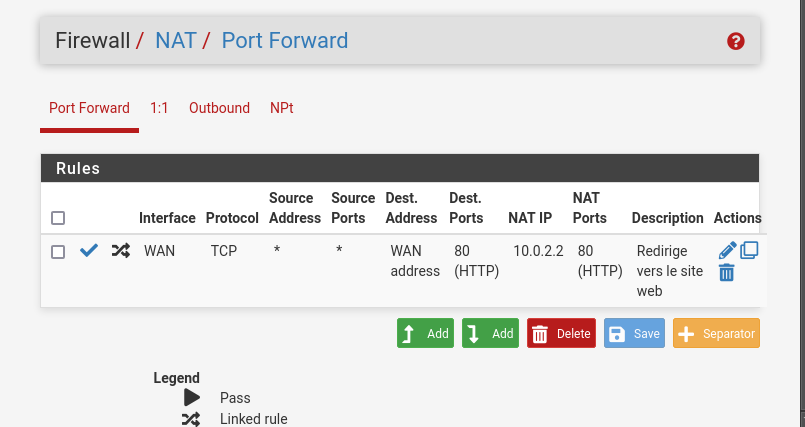 Firewall / NAT / Port Forward
Port Forward 1:1 Outbound NPt
Rules
Interface Protocol Source Address Source Ports Dest. Address Dest. Ports NAT IP NAT Ports Description Actions
WAN TCP * * WAN address 80 (HTTP) 10.0.2.2 80 (HTTP) Redirige vers le site web
Add Add Delete Save Separator
Legend
Pass
Linked rule